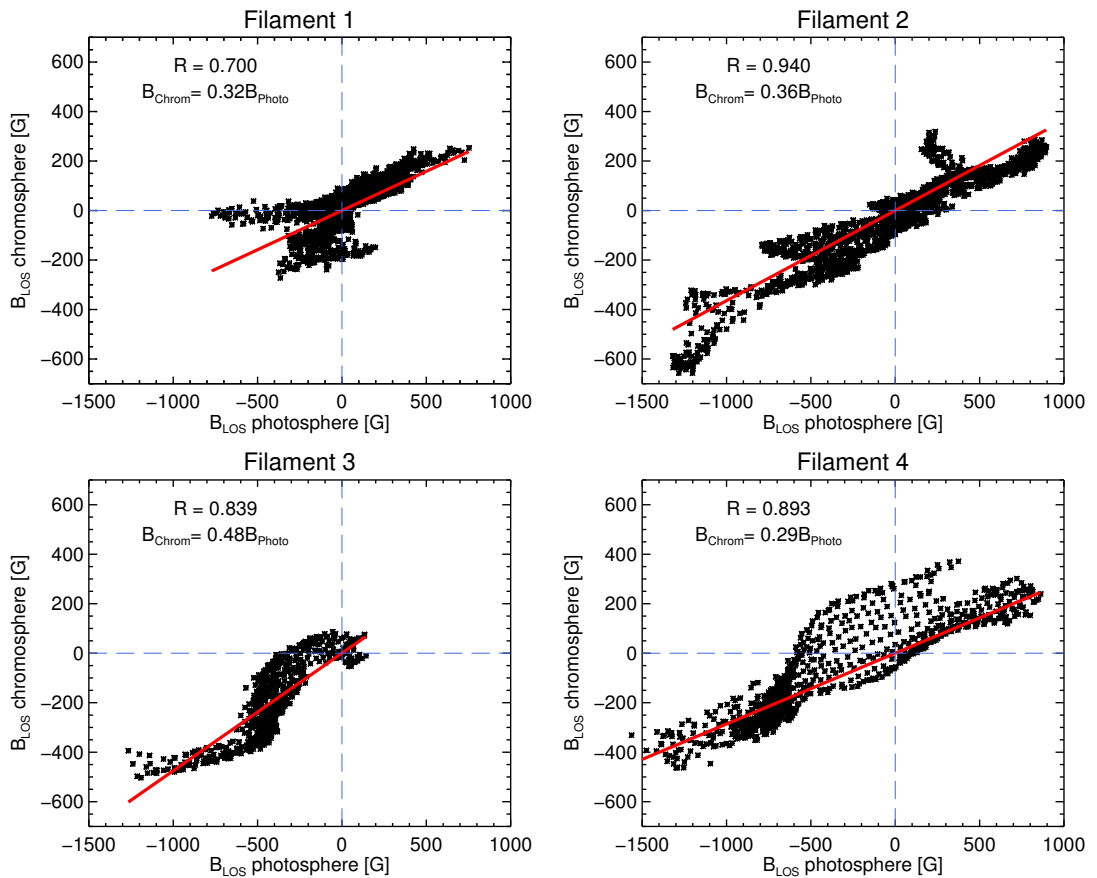 Filament 1
R = 0.700
B_Chrom= 0.32B_Photo
600
400
200
0
−200
−400
−600
B_LOS chromosphere [G]
−1500 −1000 −500 0 500 1000
B_LOS photosphere [G]
Filament 2
R = 0.940
B_Chrom= 0.36B_Photo
600
400
200
0
−200
−400
−600
B_LOS chromosphere [G]
−1500 −1000 −500 0 500 1000
B_LOS photosphere [G]
Filament 3
R = 0.839
B_Chrom= 0.48B_Photo
600
400
200
0
−200
−400
−600
B_LOS chromosphere [G]
−1500 −1000 −500 0 500 1000
B_LOS photosphere [G]
Filament 4
R = 0.893
B_Chrom= 0.29B_Photo
600
400
200
0
−200
−400
−600
B_LOS chromosphere [G]
−1500 −1000 −500 0 500 1000
B_LOS photosphere [G]